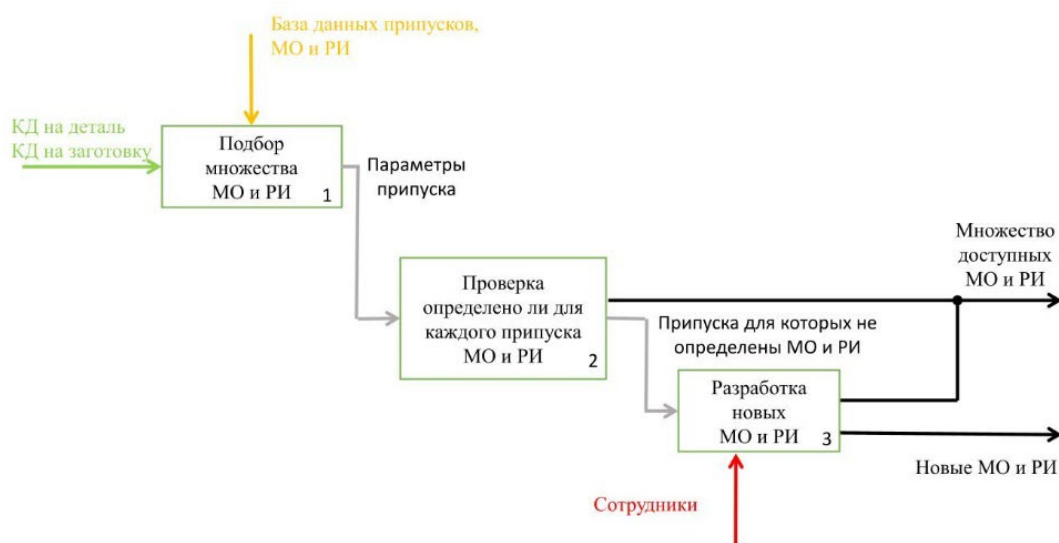 База данных припусков,
МО и РИ
КД на деталь
КД на заготовку
Подбор
множества
МО и РИ
1
Параметры
припуска
Множество
доступных
МО и РИ
Проверка
определено ли для
каждого припуска
МО и РИ
2
Припуска для которых не
определены МО и РИ
Разработка
новых
МО и РИ
3
Новые МО и РИ
Сотрудники